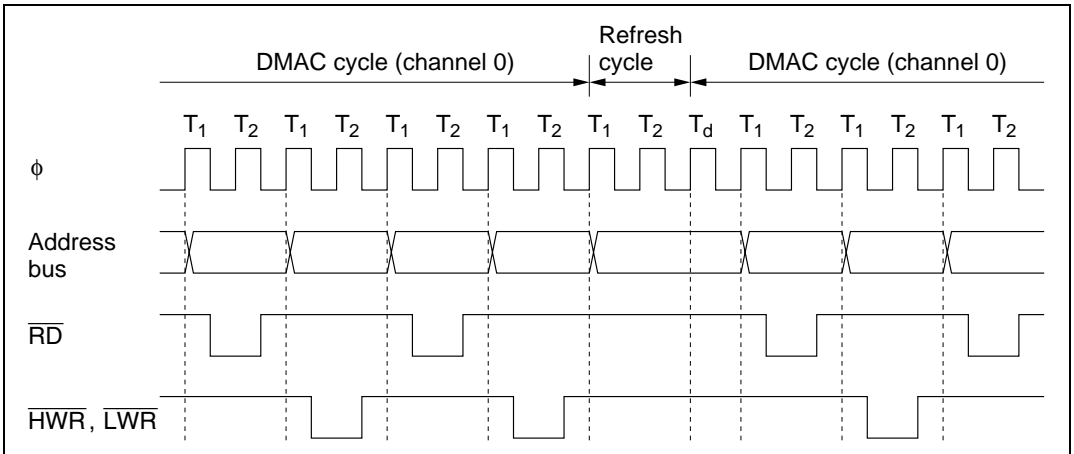 Refresh
DMAC cycle (channel 0) cycle DMAC cycle (channel 0)
T1 T2 T1 T2 T1 T2 T1 T2 T1 T2 Td T1 T2 T1 T2 T1 T2
ϕ
Address
bus
RD
HWR, LWR